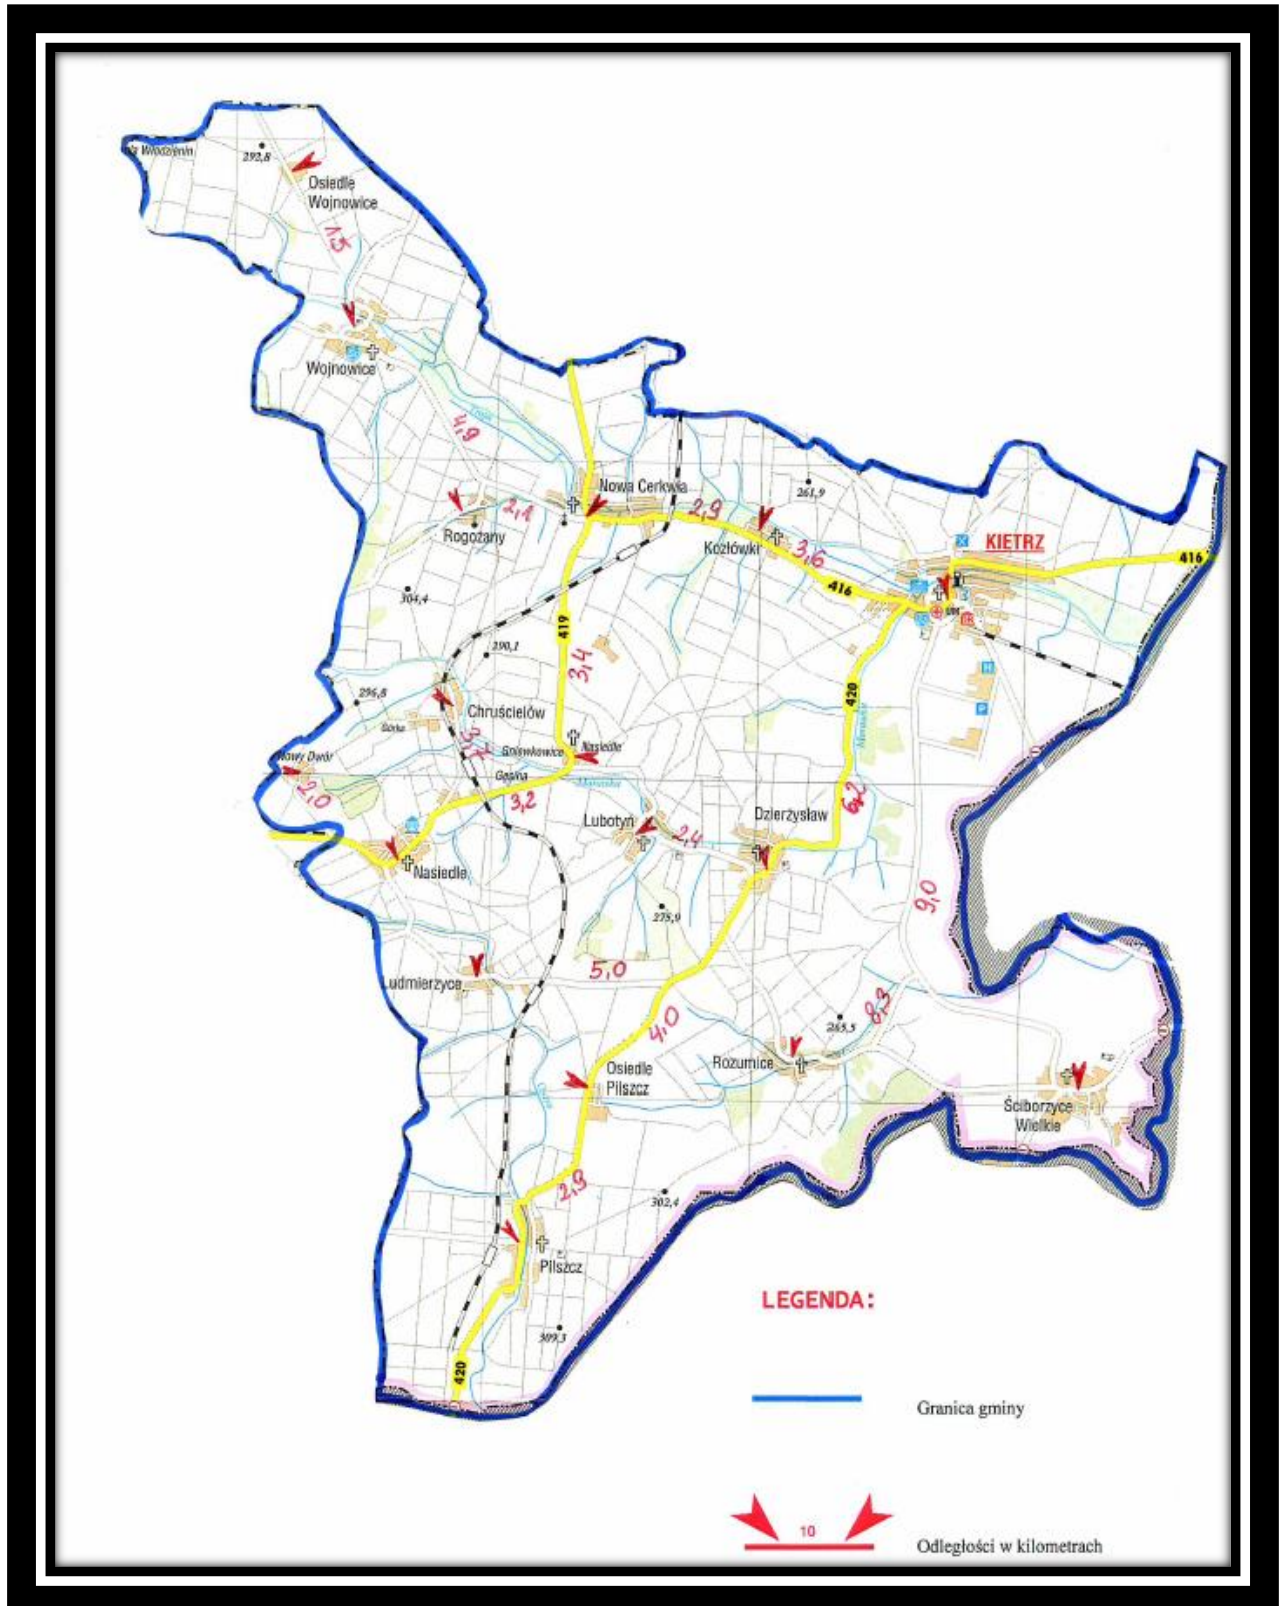 Włodzienin
292,8
Osiedle
Wojnowice
1,5
Wojnowice
4,9
Nowa Cerkwia
2,1
Rogożany
2,9
261,9
Kozłówki
3,6
KIETRZ
416
416
304,4
419
290,1
3,4
296,8
420
Chruściełów
Górka
3,7
Gniewkowice
Nasiedle
Nowy Dwór
Gęsina
2,0
3,2
6,2
Lubotyń
2,4
Dzierżysław
Nasiedle
9,0
275,9
Ludmierzyce
5,0
8,3
4,0
265,5
Rozumice
Osiedle
Pilszcz
Ściborzyce
Wielkie
2,9
302,4
Pilszcz
309,3
420
LEGENDA:
Granica gminy
10
Odległości w kilometrach